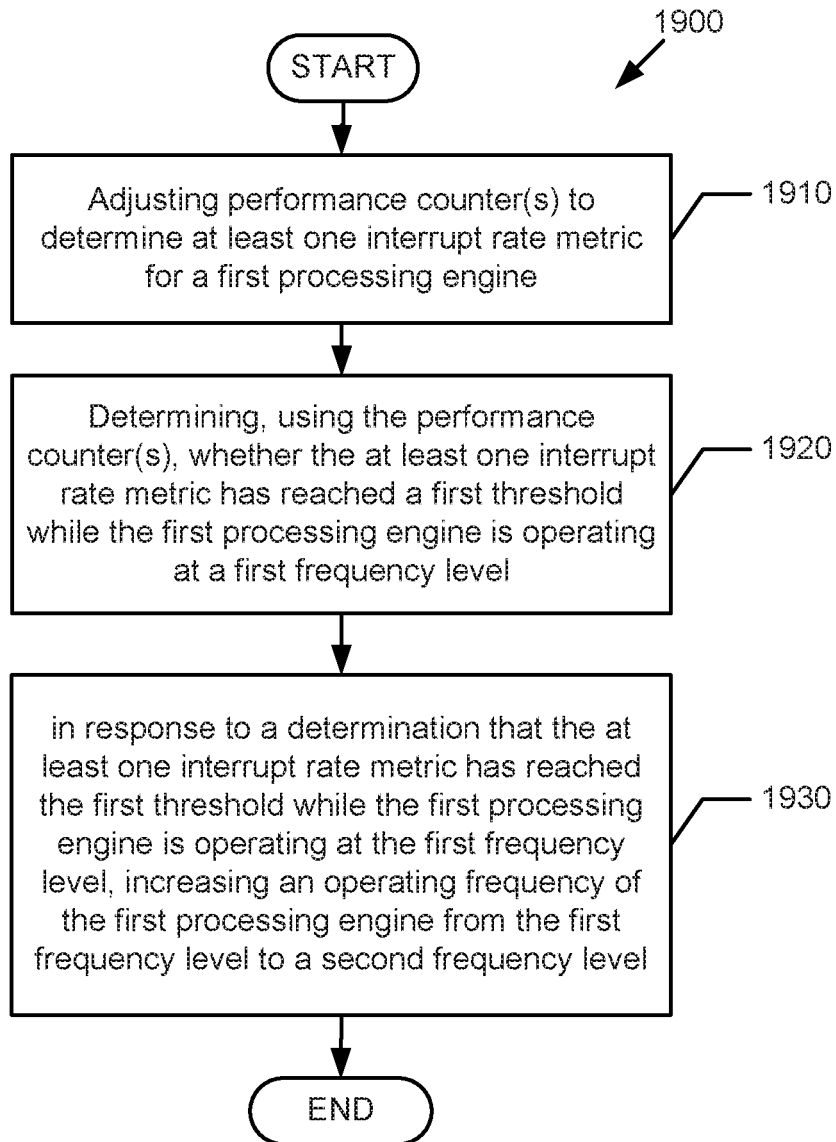 1900
START
Adjusting performance counter(s) to
determine at least one interrupt rate metric
for a first processing engine
1910
Determining, using the performance
counter(s), whether the at least one interrupt
rate metric has reached a first threshold
while the first processing engine is operating
at a first frequency level
1920
in response to a determination that the at
least one interrupt rate metric has reached
the first threshold while the first processing
engine is operating at the first frequency
level, increasing an operating frequency of
the first processing engine from the first
frequency level to a second frequency level
1930
END